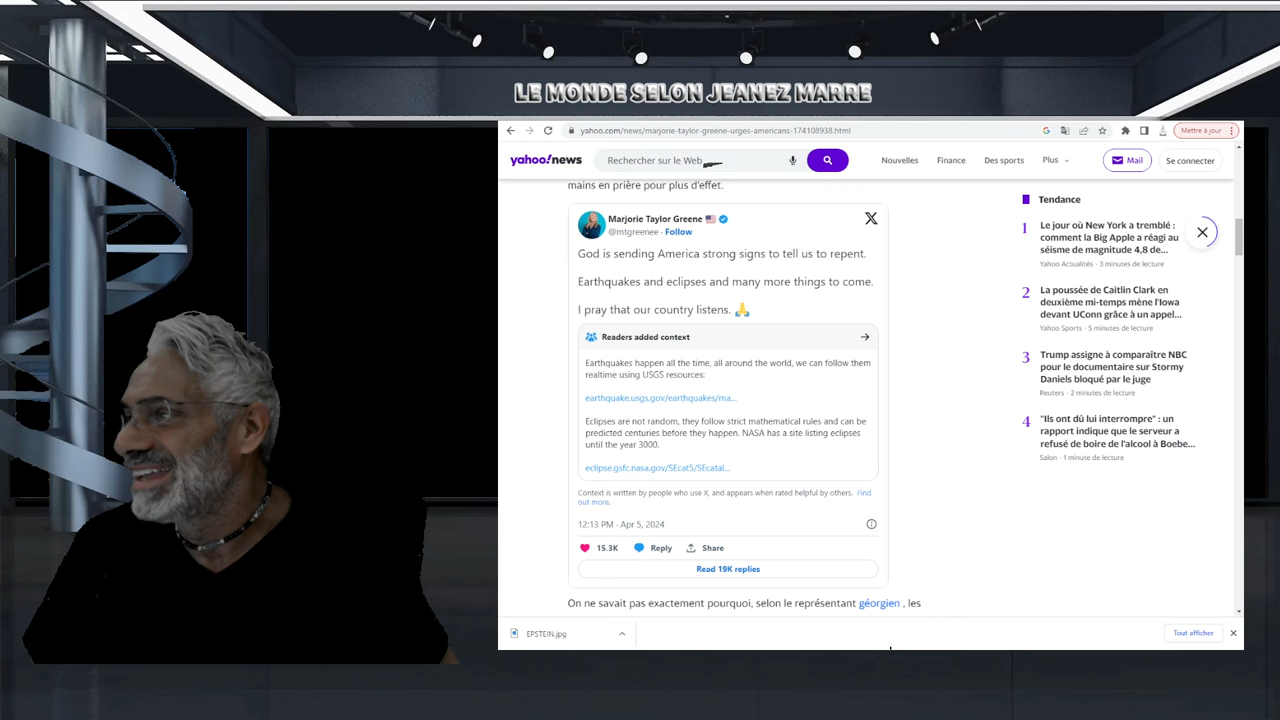 LE MONDE SELON JEANEZ MARRE
yahoo.com/news/marjorie-taylor-greene-urges-americans-174108938.html
Mettre à jour
yahoo!news
Rechercher sur le Web
Nouvelles
Finance
Des sports
Plus
Mail
Se connecter
mains en prière pour plus d'effet.
Marjorie Taylor Greene 🇺🇸
@mtgreenee · Follow
God is sending America strong signs to tell us to repent.
Earthquakes and eclipses and many more things to come.
I pray that our country listens. 🙏
Readers added context
Earthquakes happen all the time, all around the world, we can follow them
realtime using USGS resources:
earthquake.usgs.gov/earthquakes/ma...
Eclipses are not random, they follow strict mathematical rules and can be
predicted centuries before they happen. NASA has a site listing eclipses
until the year 3000.
eclipse.gsfc.nasa.gov/SEcat5/SEcatal...
Context is written by people who use X, and appears when rated helpful by others. Find
out more.
12:13 PM · Apr 5, 2024
15.3K
Reply
Share
Read 19K replies
On ne savait pas exactement pourquoi, selon le représentant géorgien , les
Tendance
1
Le jour où New York a tremblé :
comment la Big Apple a réagi au
séisme de magnitude 4,8 de...
Yahoo Actualités • 3 minutes de lecture
2
La poussée de Caitlin Clark en
deuxième mi-temps mène l'Iowa
devant UConn grâce à un appel...
Yahoo Sports • 5 minutes de lecture
3
Trump assigne à comparaître NBC
pour le documentaire sur Stormy
Daniels bloqué par le juge
Reuters • 2 minutes de lecture
4
"Ils ont dû lui interrompre" : un
rapport indique que le serveur a
refusé de boire de l'alcool à Boebe...
Salon • 1 minute de lecture
EPSTEIN.jpg
Tout afficher